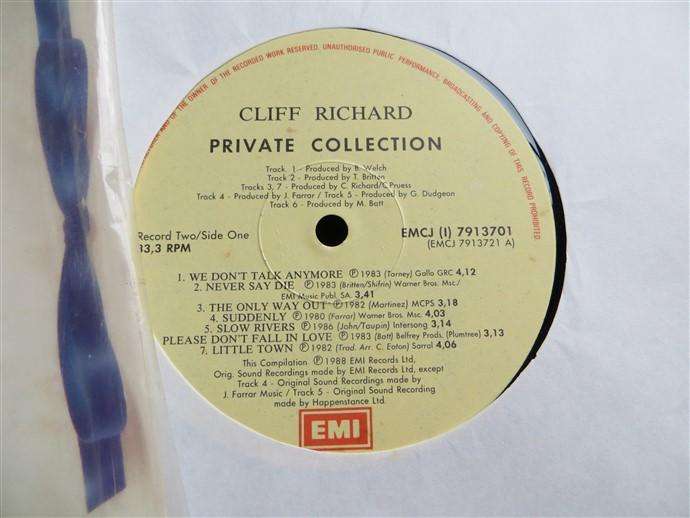 OWNER OF THE RECORDED WORK RESERVED. UNAUTHORISED PUBLIC PERFORMANCE, BROADCASTING AND COPYING OF THIS RECORD PROHIBITED
CLIFF RICHARD
PRIVATE COLLECTION
Track 1 - Produced by B. Welch
Track 2 - Produced by T. Britten
Tracks 3, 7 - Produced by C. Richard/C.Pruess
Track 4 - Produced by J. Farrar / Track 5 - Produced by G. Dudgeon
Track 6 - Produced by M. Batt
Record Two/Side One
33,3 RPM
EMCJ (I) 7913701
(EMCJ 7913721 A)
1. WE DON'T TALK ANYMORE ℗ 1983 (Tarney) Gallo GRC 4,12
2. NEVER SAY DIE ℗ 1983 (Britten/Shifrin) Warner Bros. Msc./
EMI Music Publ. SA. 3,41
3. THE ONLY WAY OUT ℗ 1982 (Martinez) MCPS 3,18
4. SUDDENLY ℗ 1980 (Farrar) Warner Bros. Msc. 4,03
5. SLOW RIVERS ℗ 1986 (John/Taupin) Intersong 3,14
PLEASE DON'T FALL IN LOVE ℗ 1983 (Batt) Belfrey Prods. (Plumtree) 3,13
7. LITTLE TOWN ℗ 1982 (Trad. Arr. C. Eaton) Sarral 4,06
This Compilation ℗ 1988 EMI Records Ltd,
Orig. Sound Recordings made by EMI Records Ltd, except
Track 4 - Original Sound Recordings made by
J. Farrar Music / Track 5 - Original Sound Recording
made by Happenstance Ltd.
EMI